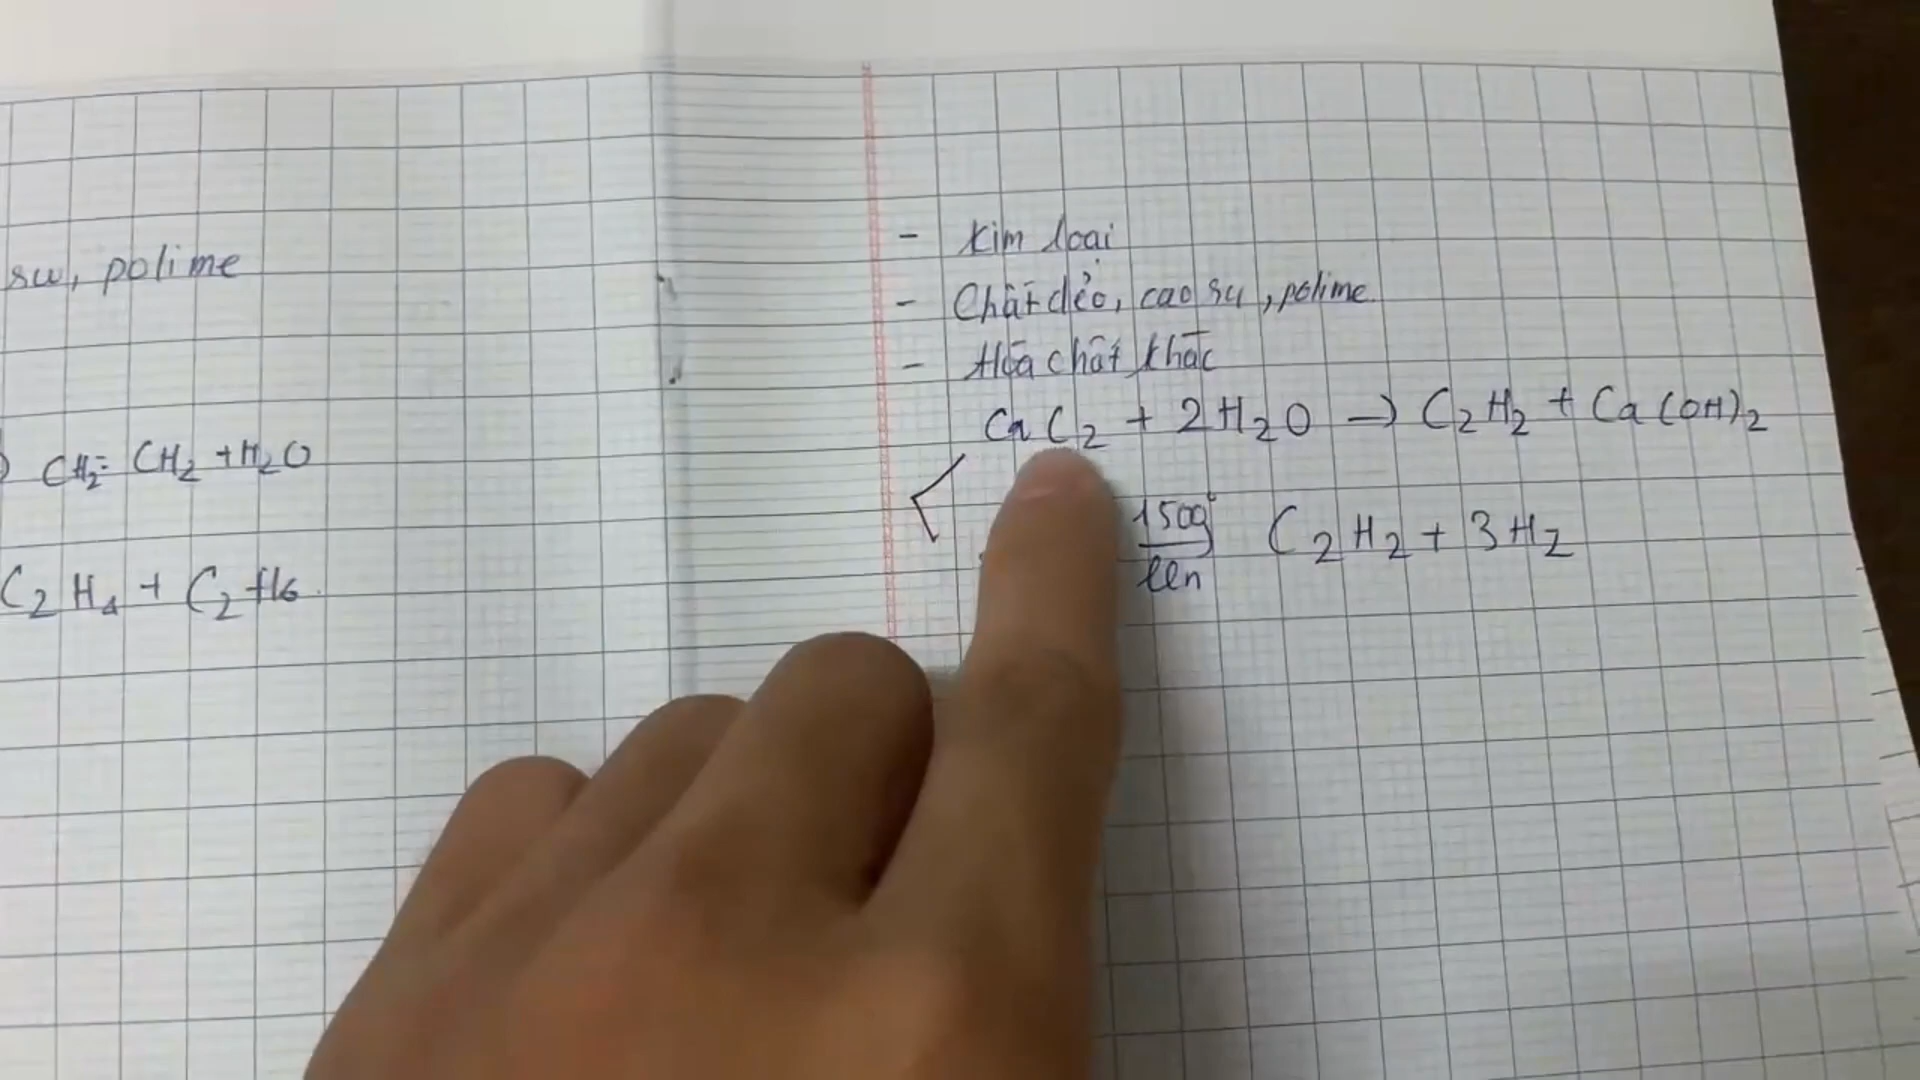 su, polime
CH2=CH2 + H2O
C2H4 + C2H6.
- Kim loại
- Chất dẻo, cao su, polime.
- Hóa chất khác
CaC2 + 2H2O → C2H2 + Ca(OH)2
1500° C2H2 + 3H2
lln